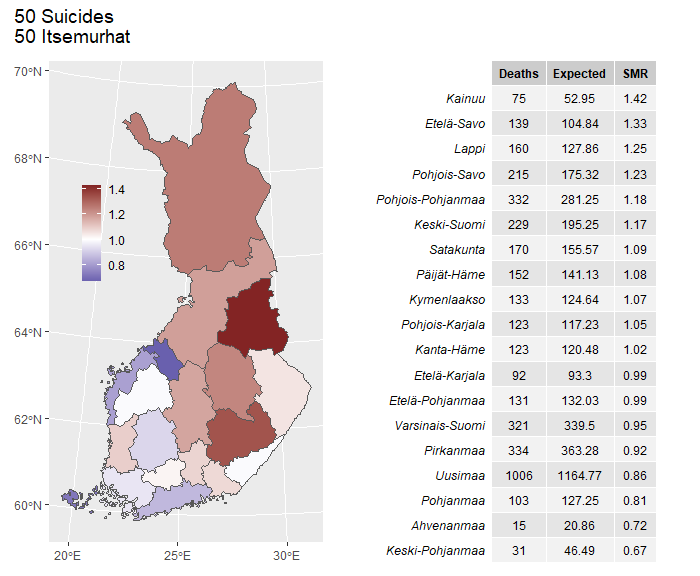 50 Suicides
50 Itsemurhat
70°N
68°N
66°N
64°N
62°N
60°N
20°E 25°E 30°E
1.4
1.2
1.0
0.8
Deaths Expected SMR
Kainuu 75 52.95 1.42
Etelä-Savo 139 104.84 1.33
Lappi 160 127.86 1.25
Pohjois-Savo 215 175.32 1.23
Pohjois-Pohjanmaa 332 281.25 1.18
Keski-Suomi 229 195.25 1.17
Satakunta 170 155.57 1.09
Päijät-Häme 152 141.13 1.08
Kymenlaakso 133 124.64 1.07
Pohjois-Karjala 123 117.23 1.05
Kanta-Häme 123 120.48 1.02
Etelä-Karjala 92 93.3 0.99
Etelä-Pohjanmaa 131 132.03 0.99
Varsinais-Suomi 321 339.5 0.95
Pirkanmaa 334 363.28 0.92
Uusimaa 1006 1164.77 0.86
Pohjanmaa 103 127.25 0.81
Ahvenanmaa 15 20.86 0.72
Keski-Pohjanmaa 31 46.49 0.67